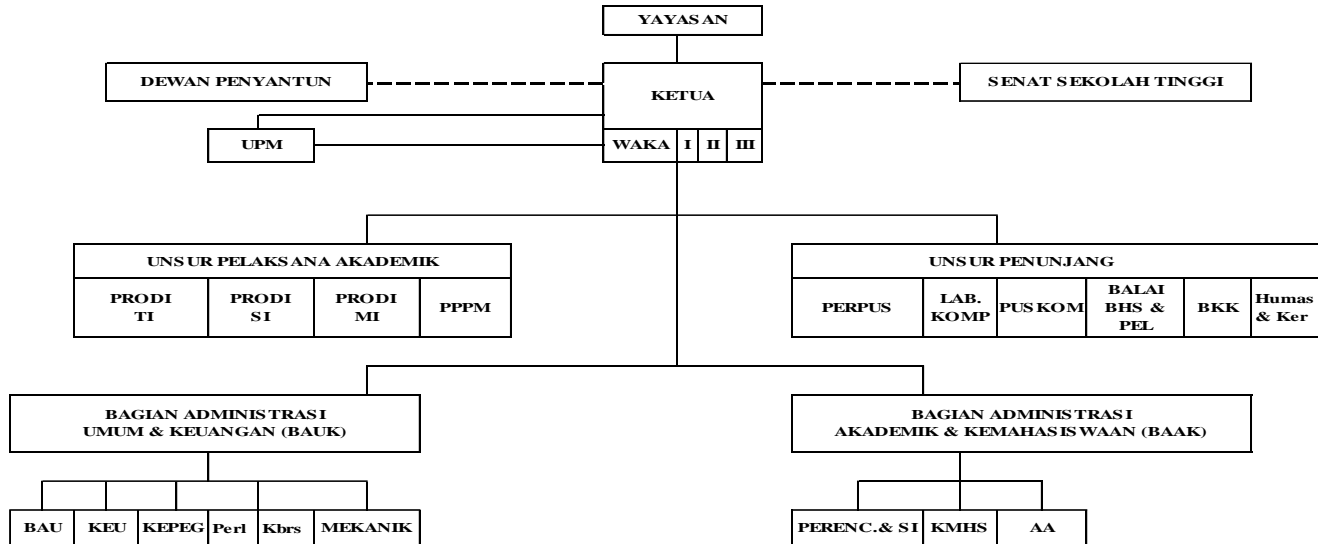 YAYASAN
DEWAN PENYANTUN
KETUA
SENAT SEKOLAH TINGGI
UPM
WAKA I II III
UNSUR PELAKSANA AKADEMIK
PRODI
TI
PRODI
SI
PRODI
MI
PPPM
UNSUR PENUNJANG
PERPUS
LAB.
KOMP
PUSKOM
BALAI
BHS &
PEL
BKK
Humas
& Ker
BAGIAN ADMINISTRASI
UMUM & KEUANGAN (BAUK)
BAGIAN ADMINISTRASI
AKADEMIK & KEMAHASISWAAN (BAAK)
BAU KEU KEPEG Perl Kbrs MEKANIK
PERENC.& SI KMHS AA